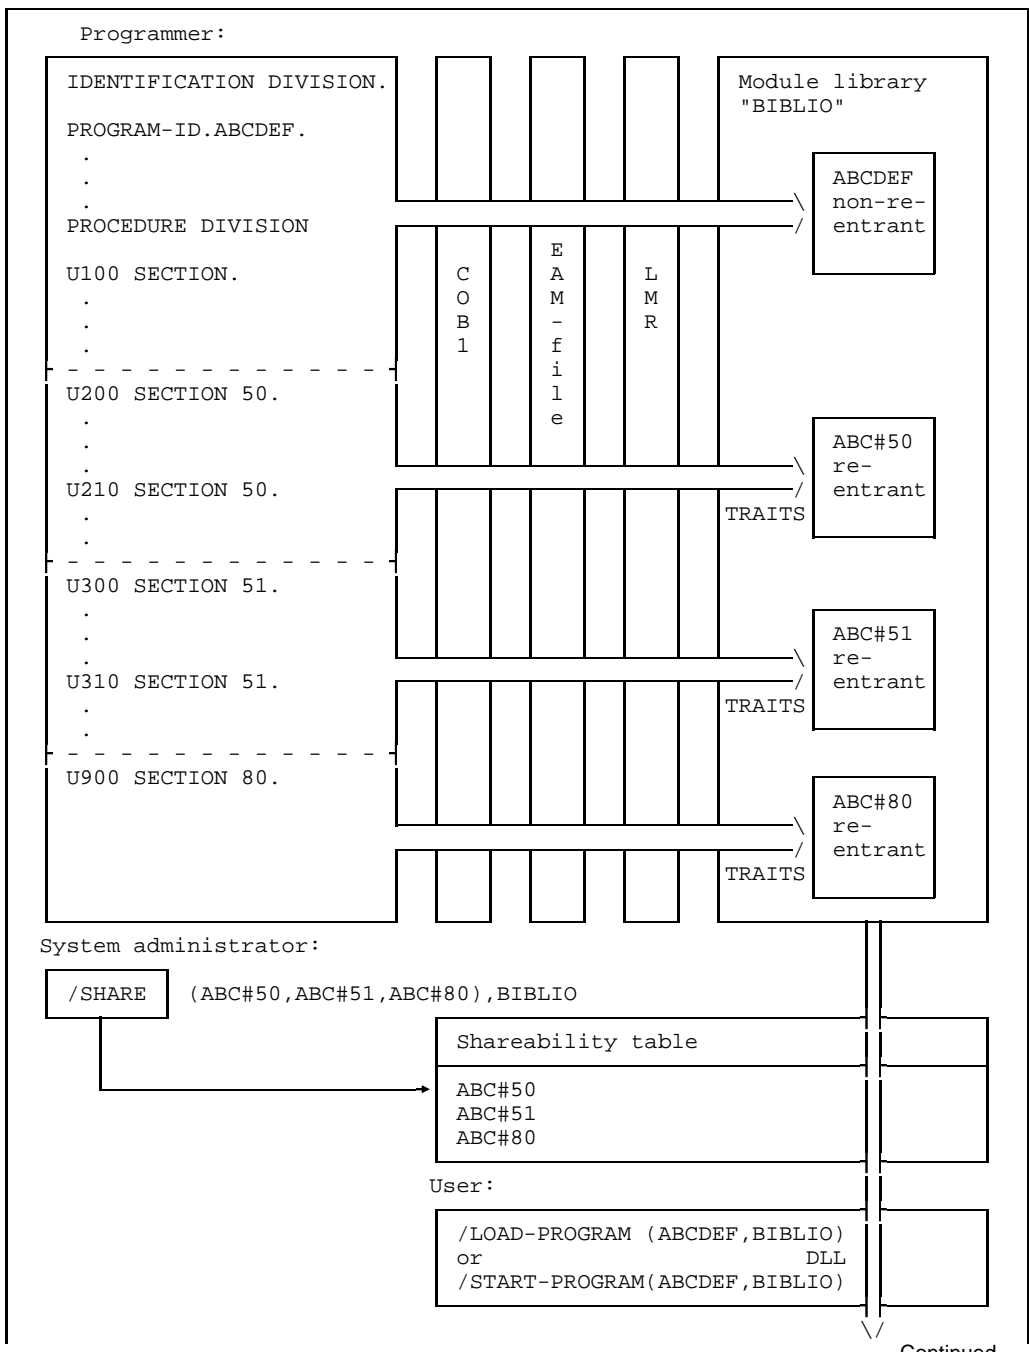 Programmer:
IDENTIFICATION DIVISION.
PROGRAM-ID.ABCDEF.
.
.
.
PROCEDURE DIVISION
U100 SECTION.
.
.
.
- - - - - - - - - - - - -
U200 SECTION 50.
.
.
.
U210 SECTION 50.
.
.
- - - - - - - - - - - - -
U300 SECTION 51.
.
.
.
U310 SECTION 51.
.
.
- - - - - - - - - - - - -
U900 SECTION 80.
COB1
EAM-file
LMR
Module library
"BIBLIO"
ABCDEF
non-re-
entrant
ABC#50
re-
entrant
TRAITS
ABC#51
re-
entrant
TRAITS
ABC#80
re-
entrant
TRAITS
System administrator:
/SHARE (ABC#50,ABC#51,ABC#80),BIBLIO
Shareability table
ABC#50
ABC#51
ABC#80
User:
/LOAD-PROGRAM (ABCDEF,BIBLIO)
or DLL
/START-PROGRAM(ABCDEF,BIBLIO)
Continued